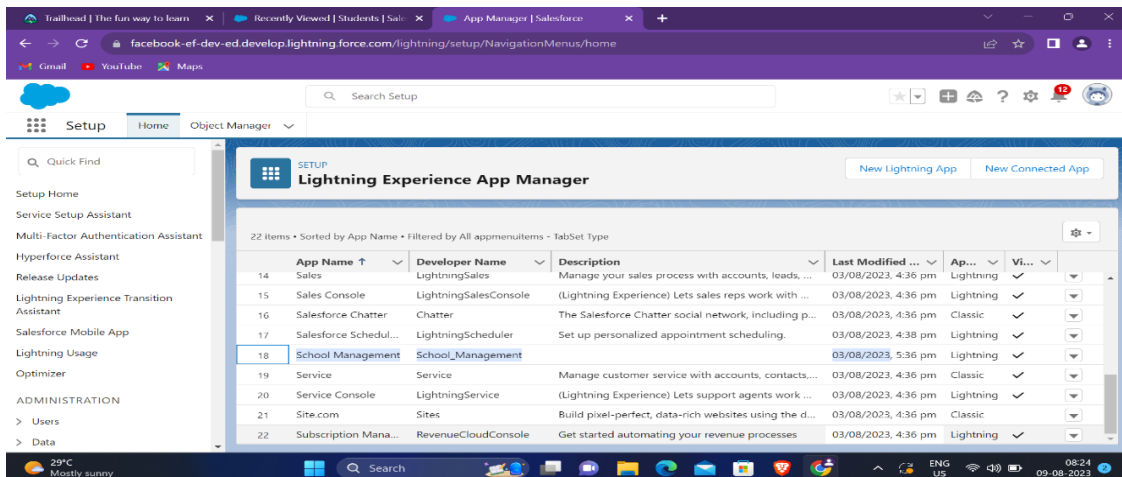 Trailhead | The fun way to learn
Recently Viewed | Students | Sale
App Manager | Salesforce
facebook-ef-dev-ed.develop.lightning.force.com/lightning/setup/NavigationMenus/home
Gmail YouTube Maps
Search Setup
12
Setup Home Object Manager
Quick Find
Setup Home
Service Setup Assistant
Multi-Factor Authentication Assistant
Hyperforce Assistant
Release Updates
Lightning Experience Transition
Assistant
Salesforce Mobile App
Lightning Usage
Optimizer
ADMINISTRATION
> Users
> Data
SETUP
Lightning Experience App Manager
New Lightning App New Connected App
22 items • Sorted by App Name • Filtered by All appmenuitems - TabSet Type
App Name ↑ Developer Name Description Last Modified ... Ap... Vi...
14 Sales LightningSales Manage your sales process with accounts, leads, ... 03/08/2023, 4:36 pm Lightning
15 Sales Console LightningSalesConsole (Lightning Experience) Lets sales reps work with ... 03/08/2023, 4:36 pm Lightning
16 Salesforce Chatter Chatter The Salesforce Chatter social network, including p... 03/08/2023, 4:36 pm Classic
17 Salesforce Schedul... LightningScheduler Set up personalized appointment scheduling. 03/08/2023, 4:38 pm Lightning
18 School Management School_Management 03/08/2023, 5:36 pm Lightning
19 Service Service Manage customer service with accounts, contacts,... 03/08/2023, 4:36 pm Classic
20 Service Console LightningService (Lightning Experience) Lets support agents work ... 03/08/2023, 4:36 pm Lightning
21 Site.com Sites Build pixel-perfect, data-rich websites using the d... 03/08/2023, 4:36 pm Classic
22 Subscription Mana... RevenueCloudConsole Get started automating your revenue processes 03/08/2023, 4:36 pm Lightning
29°C
Mostly sunny
Search
ENG
US
08:24
09-08-2023
2